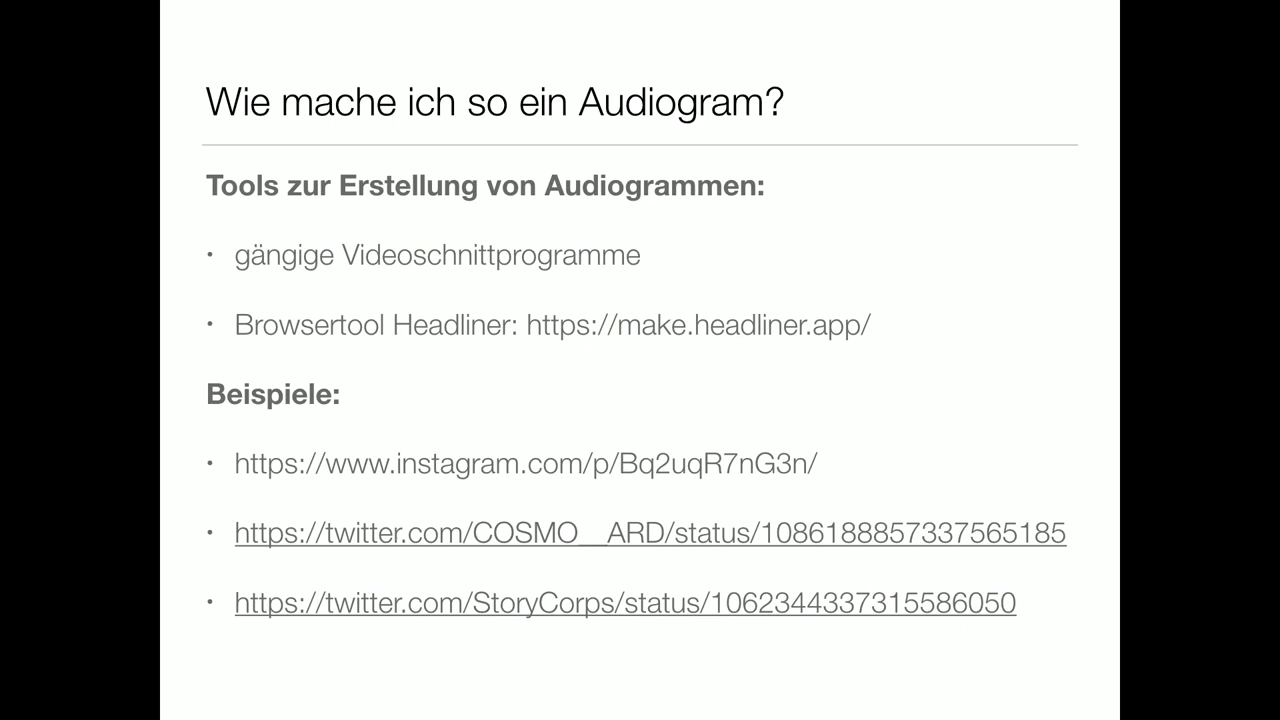 Wie mache ich so ein Audiogram?
Tools zur Erstellung von Audiogrammen:
• gängige Videoschnittprogramme
• Browsertool Headliner: https://make.headliner.app/
Beispiele:
• https://www.instagram.com/p/Bq2uqR7nG3n/
• https://twitter.com/COSMO__ARD/status/1086188857337565185
• https://twitter.com/StoryCorps/status/1062344337315586050